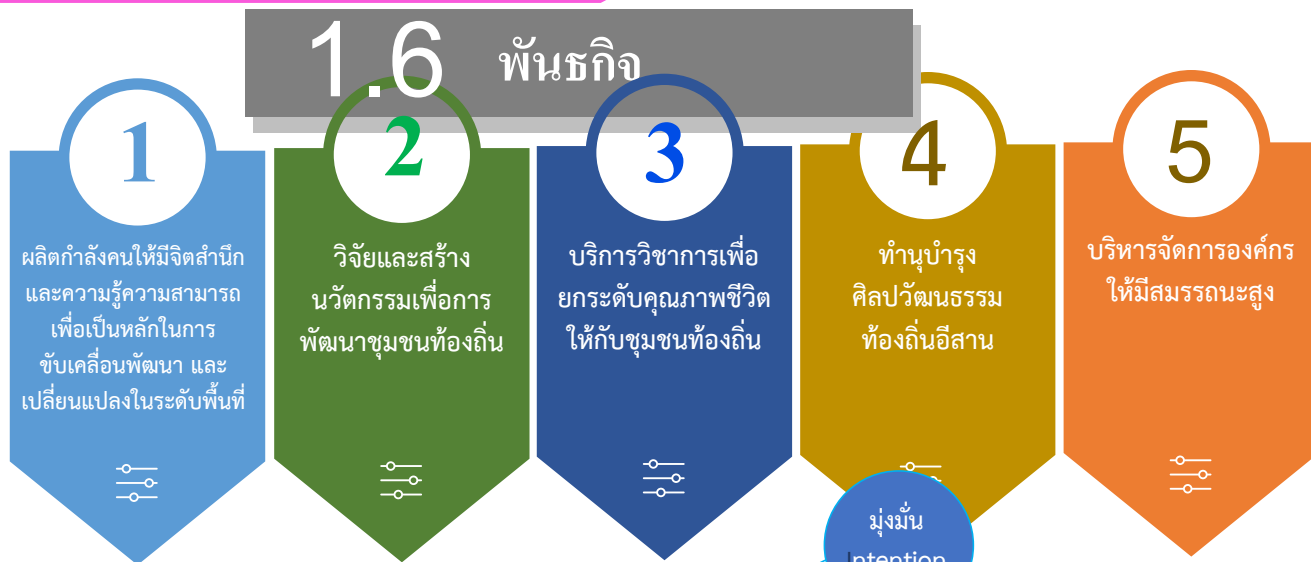 1.6 พันธกิจ
1
ผลิตกำลังคนให้มีจิตสำนึก
และความรู้ความสามารถ
เพื่อเป็นหลักในการ
ขับเคลื่อนพัฒนา และ
เปลี่ยนแปลงในระดับพื้นที่
2
วิจัยและสร้าง
นวัตกรรมเพื่อการ
พัฒนาชุมชนท้องถิ่น
3
บริการวิชาการเพื่อ
ยกระดับคุณภาพชีวิต
ให้กับชุมชนท้องถิ่น
4
ทำนุบำรุง
ศิลปวัฒนธรรม
ท้องถิ่นอีสาน
5
บริหารจัดการองค์กร
ให้มีสมรรถนะสูง
มุ่งมั่น
Intention